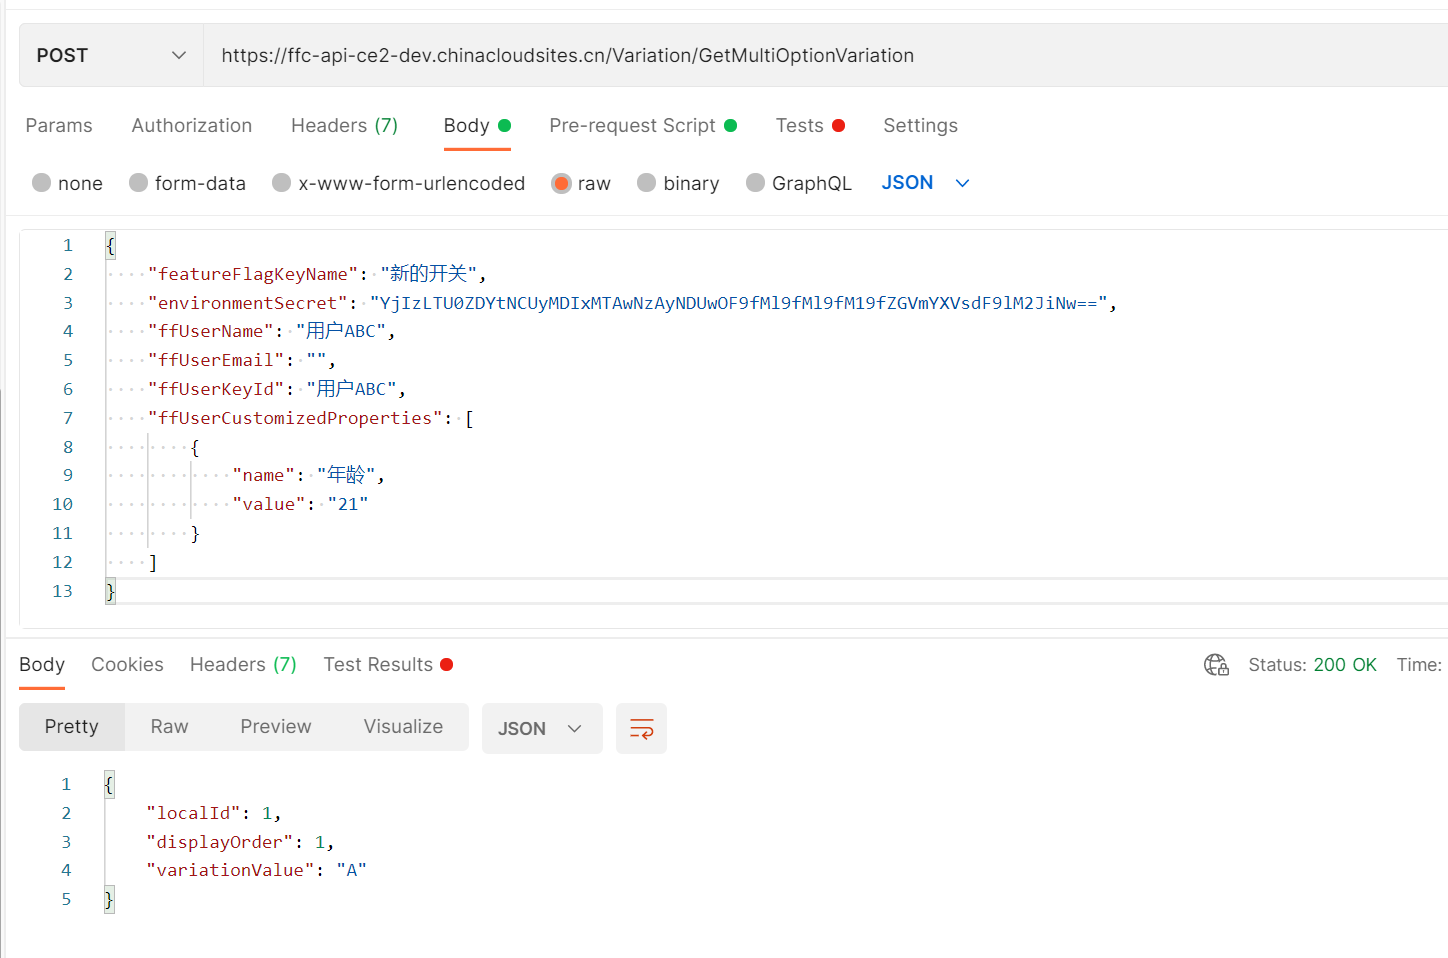 POST https://ffc-api-ce2-dev.chinacloudsites.cn/Variation/GetMultiOptionVariation
Params Authorization Headers (7) Body Pre-request Script Tests Settings
none form-data x-www-form-urlencoded raw binary GraphQL JSON
1 {
2 "featureFlagKeyName": "新的开关",
3 "environmentSecret": "YjIzLTU0ZDYtNCUyMDIxMTAwNzAyNDUwOF9fMl9fMl9fM19fZGVmYXVsdF9lM2JiNw==",
4 "ffUserName": "用户ABC",
5 "ffUserEmail": "",
6 "ffUserKeyId": "用户ABC",
7 "ffUserCustomizedProperties": [
8 {
9 "name": "年龄",
10 "value": "21"
11 }
12 ]
13 }
Body Cookies Headers (7) Test Results Status: 200 OK Time:
Pretty Raw Preview Visualize JSON
1 {
2 "localId": 1,
3 "displayOrder": 1,
4 "variationValue": "A"
5 }